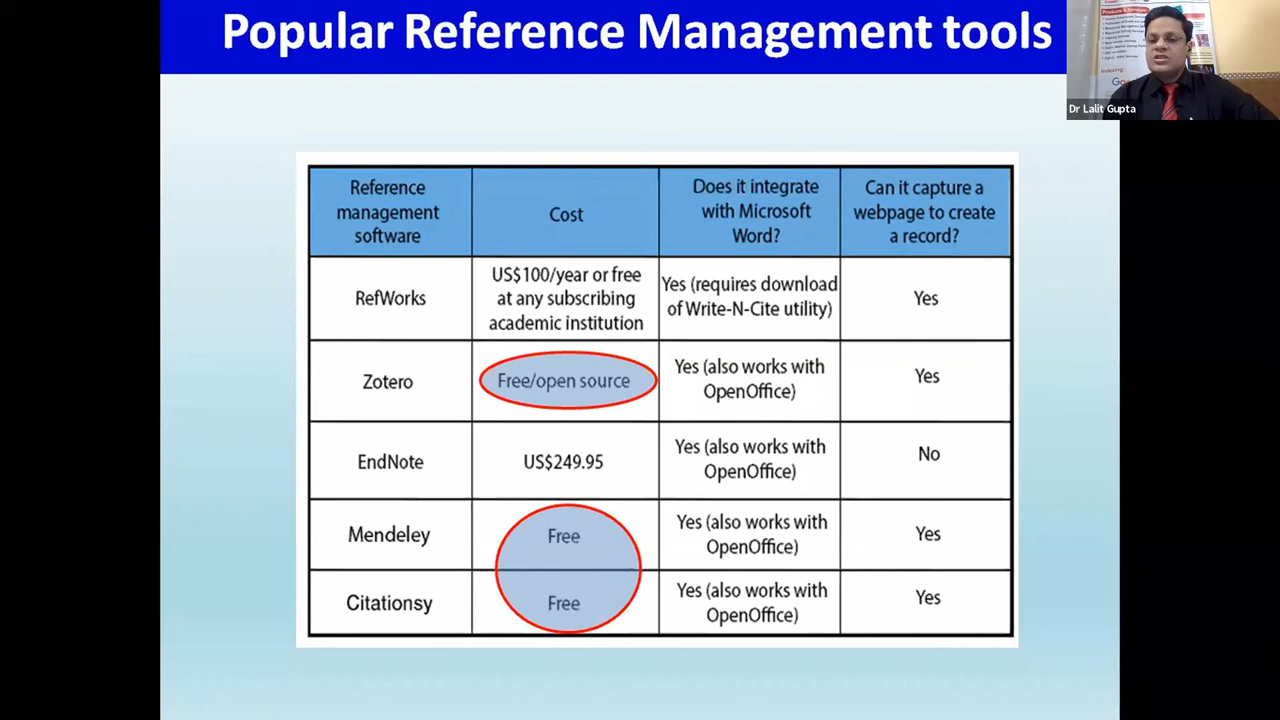 Popular Reference Management tools
Products & Services
Indexing:
Dr Lalit Gupta
Reference
management
software
Cost
Does it integrate
with Microsoft
Word?
Can it capture a
webpage to create
a record?
RefWorks
US$100/year or free
at any subscribing
academic institution
Yes (requires download
of Write-N-Cite utility)
Yes
Zotero
Free/open source
Yes (also works with
OpenOffice)
Yes
EndNote
US$249.95
Yes (also works with
OpenOffice)
No
Mendeley
Free
Yes (also works with
OpenOffice)
Yes
Citationsy
Free
Yes (also works with
OpenOffice)
Yes